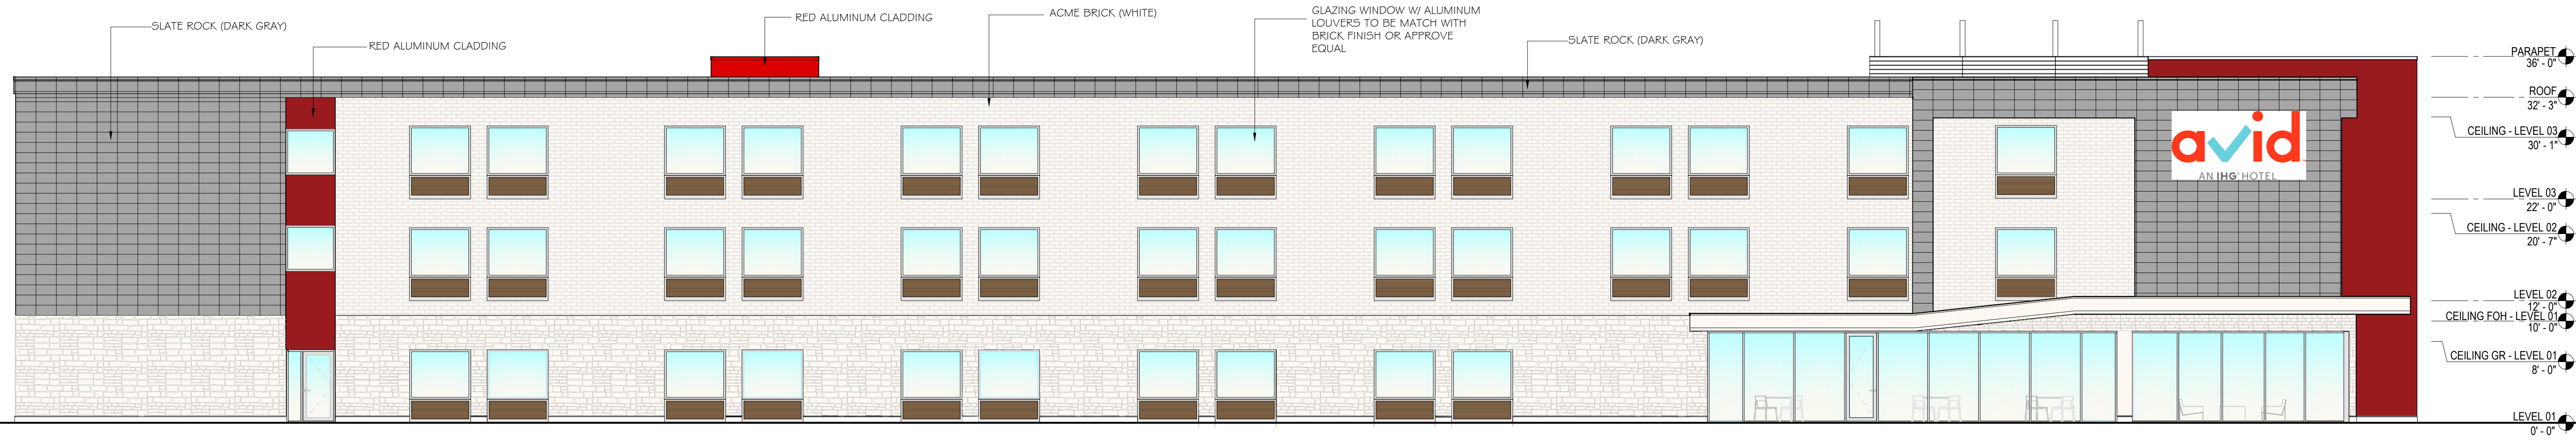 SLATE ROCK (DARK GRAY)
RED ALUMINUM CLADDING
RED ALUMINUM CLADDING
ACME BRICK (WHITE)
GLAZING WINDOW W/ ALUMINUM
LOUVERS TO BE MATCH WITH
BRICK FINISH OR APPROVE
EQUAL
SLATE ROCK (DARK GRAY)
avid
AN IHG® HOTEL
PARAPET
36' - 0"
ROOF
32' - 3"
CEILING - LEVEL 03
30' - 1"
LEVEL 03
22' - 0"
CEILING - LEVEL 02
20' - 7"
LEVEL 02
12' - 0"
CEILING FOH - LEVEL 01
10' - 0"
CEILING GR - LEVEL 01
8' - 0"
LEVEL 01
0' - 0"